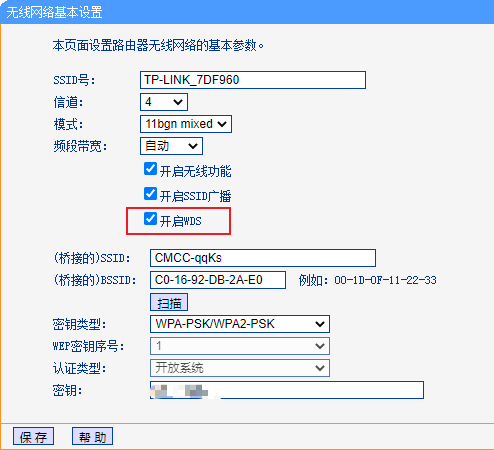 无线网络基本设置
本页面设置路由器无线网络的基本参数。
SSID号: TP-LINK_7DF960
信道: 4
模式: 11bgn mixed
频段带宽: 自动
开启无线功能
开启SSID广播
开启WDS
(桥接的)SSID: CMCC-qqKs
(桥接的)BSSID: C0-16-92-DB-2A-E0 例如: 00-1D-0F-11-22-33
扫描
密钥类型: WPA-PSK/WPA2-PSK
WEP密钥序号: 1
认证类型: 开放系统
密钥:
保 存 帮 助